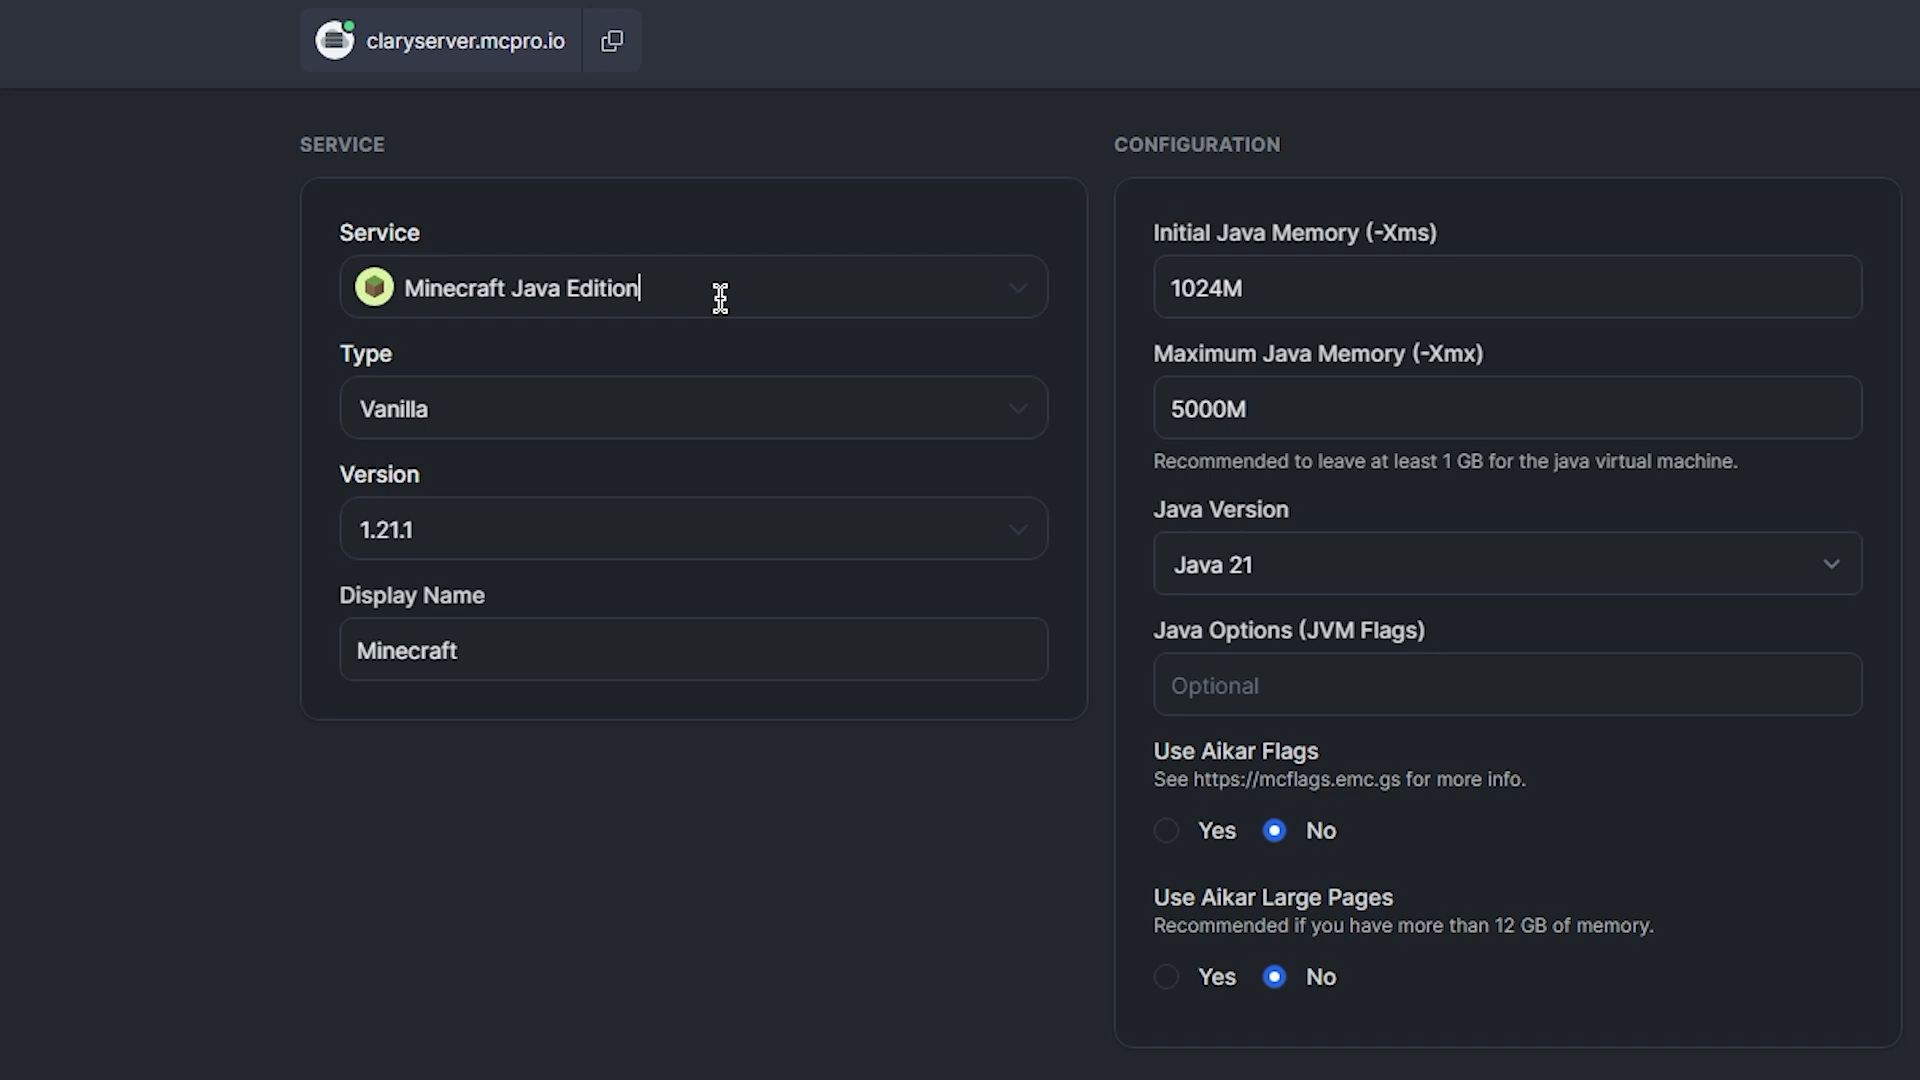 claryserver.mcpro.io
SERVICE
Service
Minecraft Java Edition
Type
Vanilla
Version
1.21.1
Display Name
Minecraft
CONFIGURATION
Initial Java Memory (-Xms)
1024M
Maximum Java Memory (-Xmx)
5000M
Recommended to leave at least 1 GB for the java virtual machine.
Java Version
Java 21
Java Options (JVM Flags)
Optional
Use Aikar Flags
See https://mcflags.emc.gs for more info.
Yes No
Use Aikar Large Pages
Recommended if you have more than 12 GB of memory.
Yes No